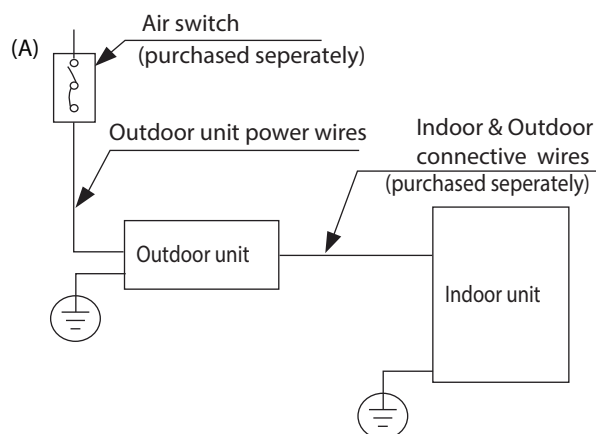 (A)
Air switch
(purchased seperately)
Outdoor unit power wires
Indoor & Outdoor
connective wires
(purchased seperately)
Outdoor unit
Indoor unit